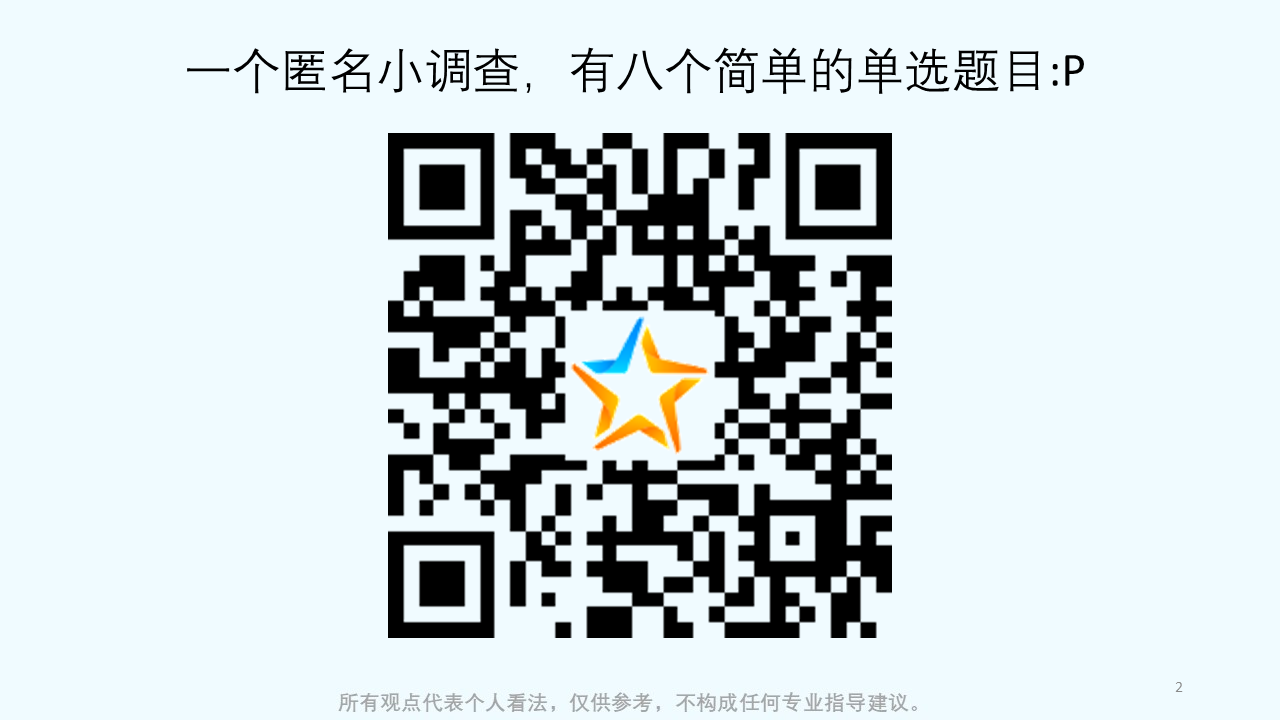 一个匿名小调查，有八个简单的单选题目:P
所有观点代表个人看法，仅供参考，不构成任何专业指导建议。
2